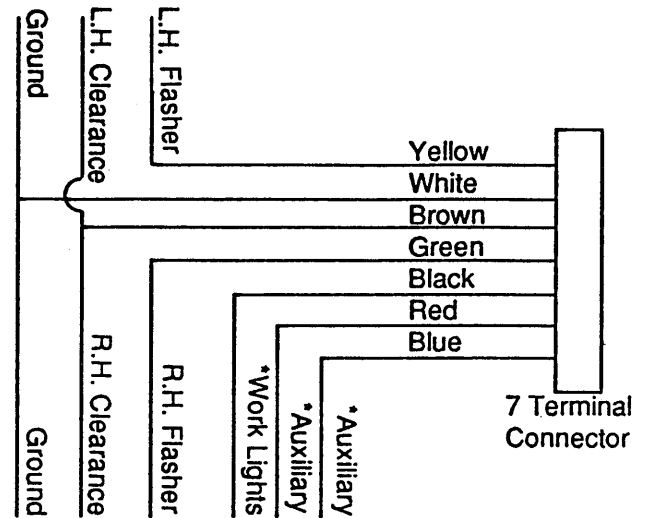 Ground
L.H. Clearance
L.H. Flasher
Yellow
White
Brown
Green
Black
Red
Blue
7 Terminal
Connector
Ground
R.H. Clearance
R.H. Flasher
*Work Lights
*Auxiliary
*Auxiliary